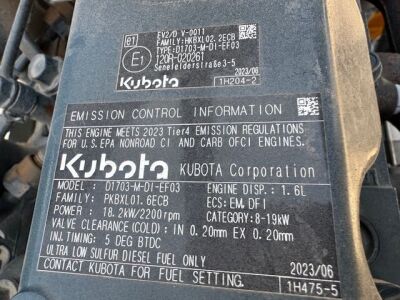 e1 EV2/D V-0011
FAMILY:HKBXL02.2ECB
TYPE:D1703-M-DI-EF03
E1 120R-020261
Senefelderstraße3-5
2023/06
Kubota 1H204-2
EMISSION CONTROL INFORMATION
THIS ENGINE MEETS 2023 Tier4 EMISSION REGULATIONS
FOR U.S.EPA NONROAD CI AND CARB OFCI ENGINES.
Kubota KUBOTA Corporation
MODEL : D1703-M-DI-EF03 ENGINE DISP.: 1.6L
FAMILY: PKBXL01.6ECB ECS:EM,DFI
POWER : 18.2kW/2200rpm CATEGORY:8-19kW
VALVE CLEARANCE(COLD): IN 0.20mm EX 0.20mm
INJ.TIMING: 5 DEG BTDC
ULTRA LOW SULFUR DIESEL FUEL ONLY
2023/06
CONTACT KUBOTA FOR FUEL SETTING. 1H475-5